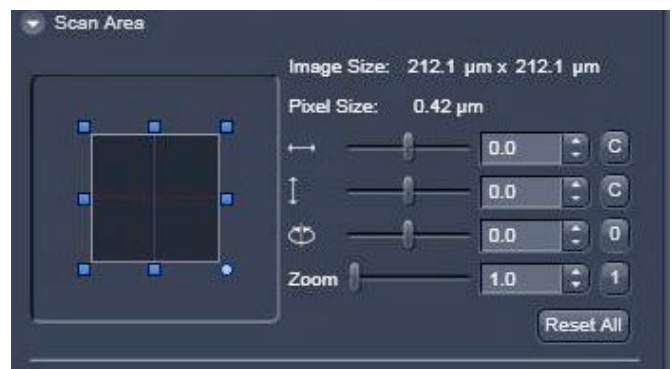 Scan Area
Image Size: 212.1 µm x 212.1 µm
Pixel Size: 0.42 µm
0.0 C
0.0 C
0.0 0
Zoom 1.0 1
Reset All